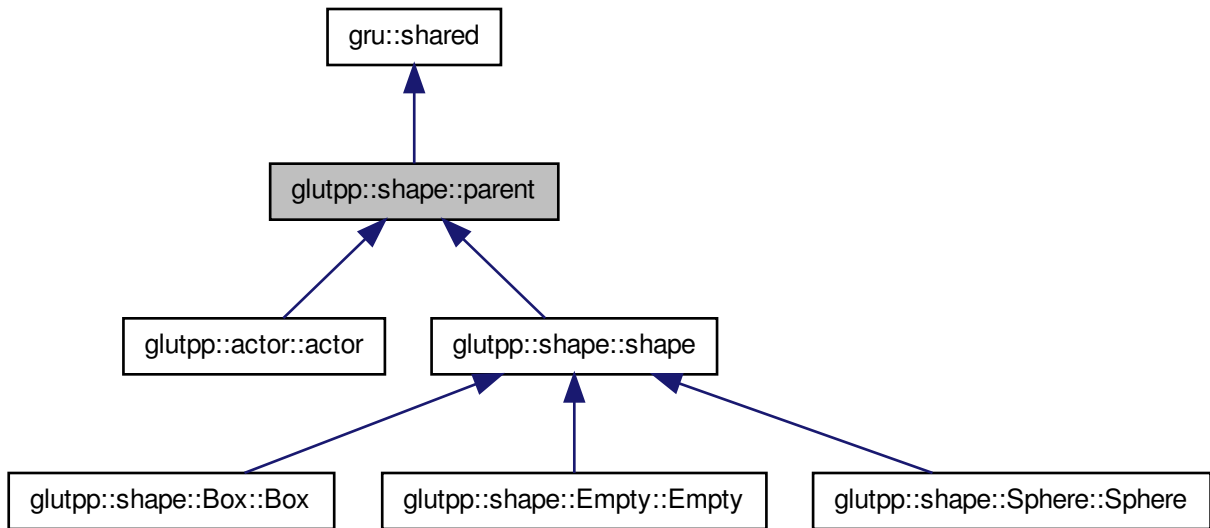 gru::shared
glutpp::shape::parent
glutpp::actor::actor
glutpp::shape::shape
glutpp::shape::Box::Box
glutpp::shape::Empty::Empty
glutpp::shape::Sphere::Sphere